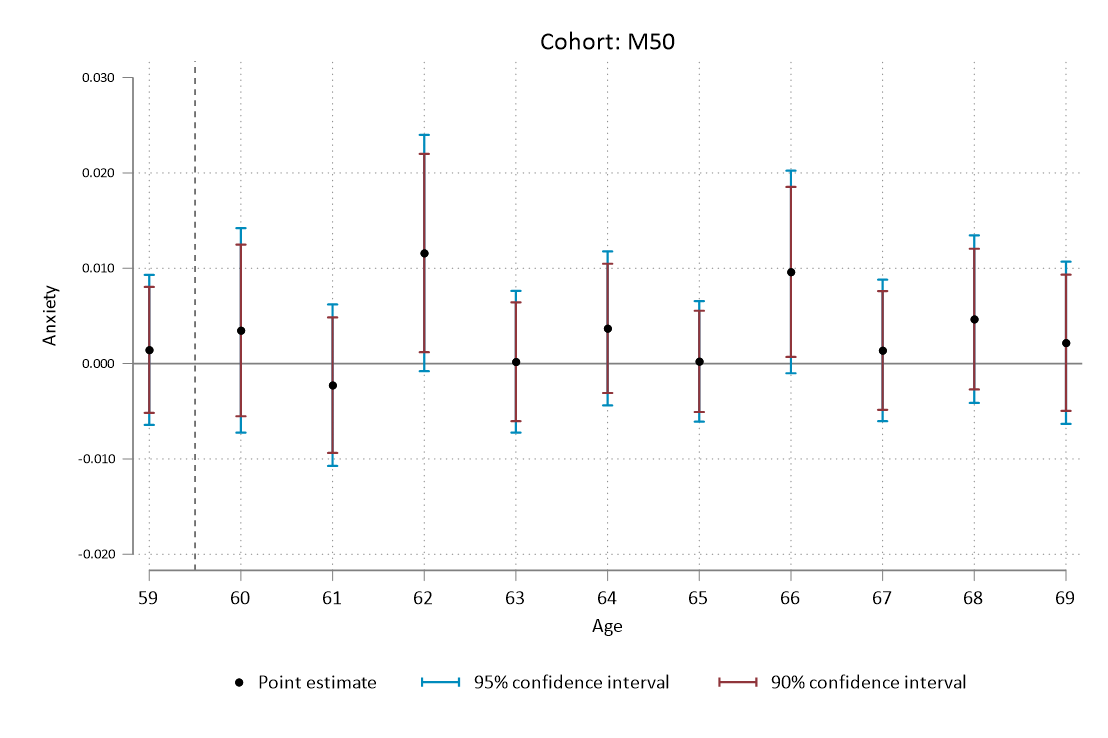 Cohort: M50
0.030
0.020
0.010
0.000
-0.010
-0.020
Anxiety
59 60 61 62 63 64 65 66 67 68 69
Age
Point estimate 95% confidence interval 90% confidence interval